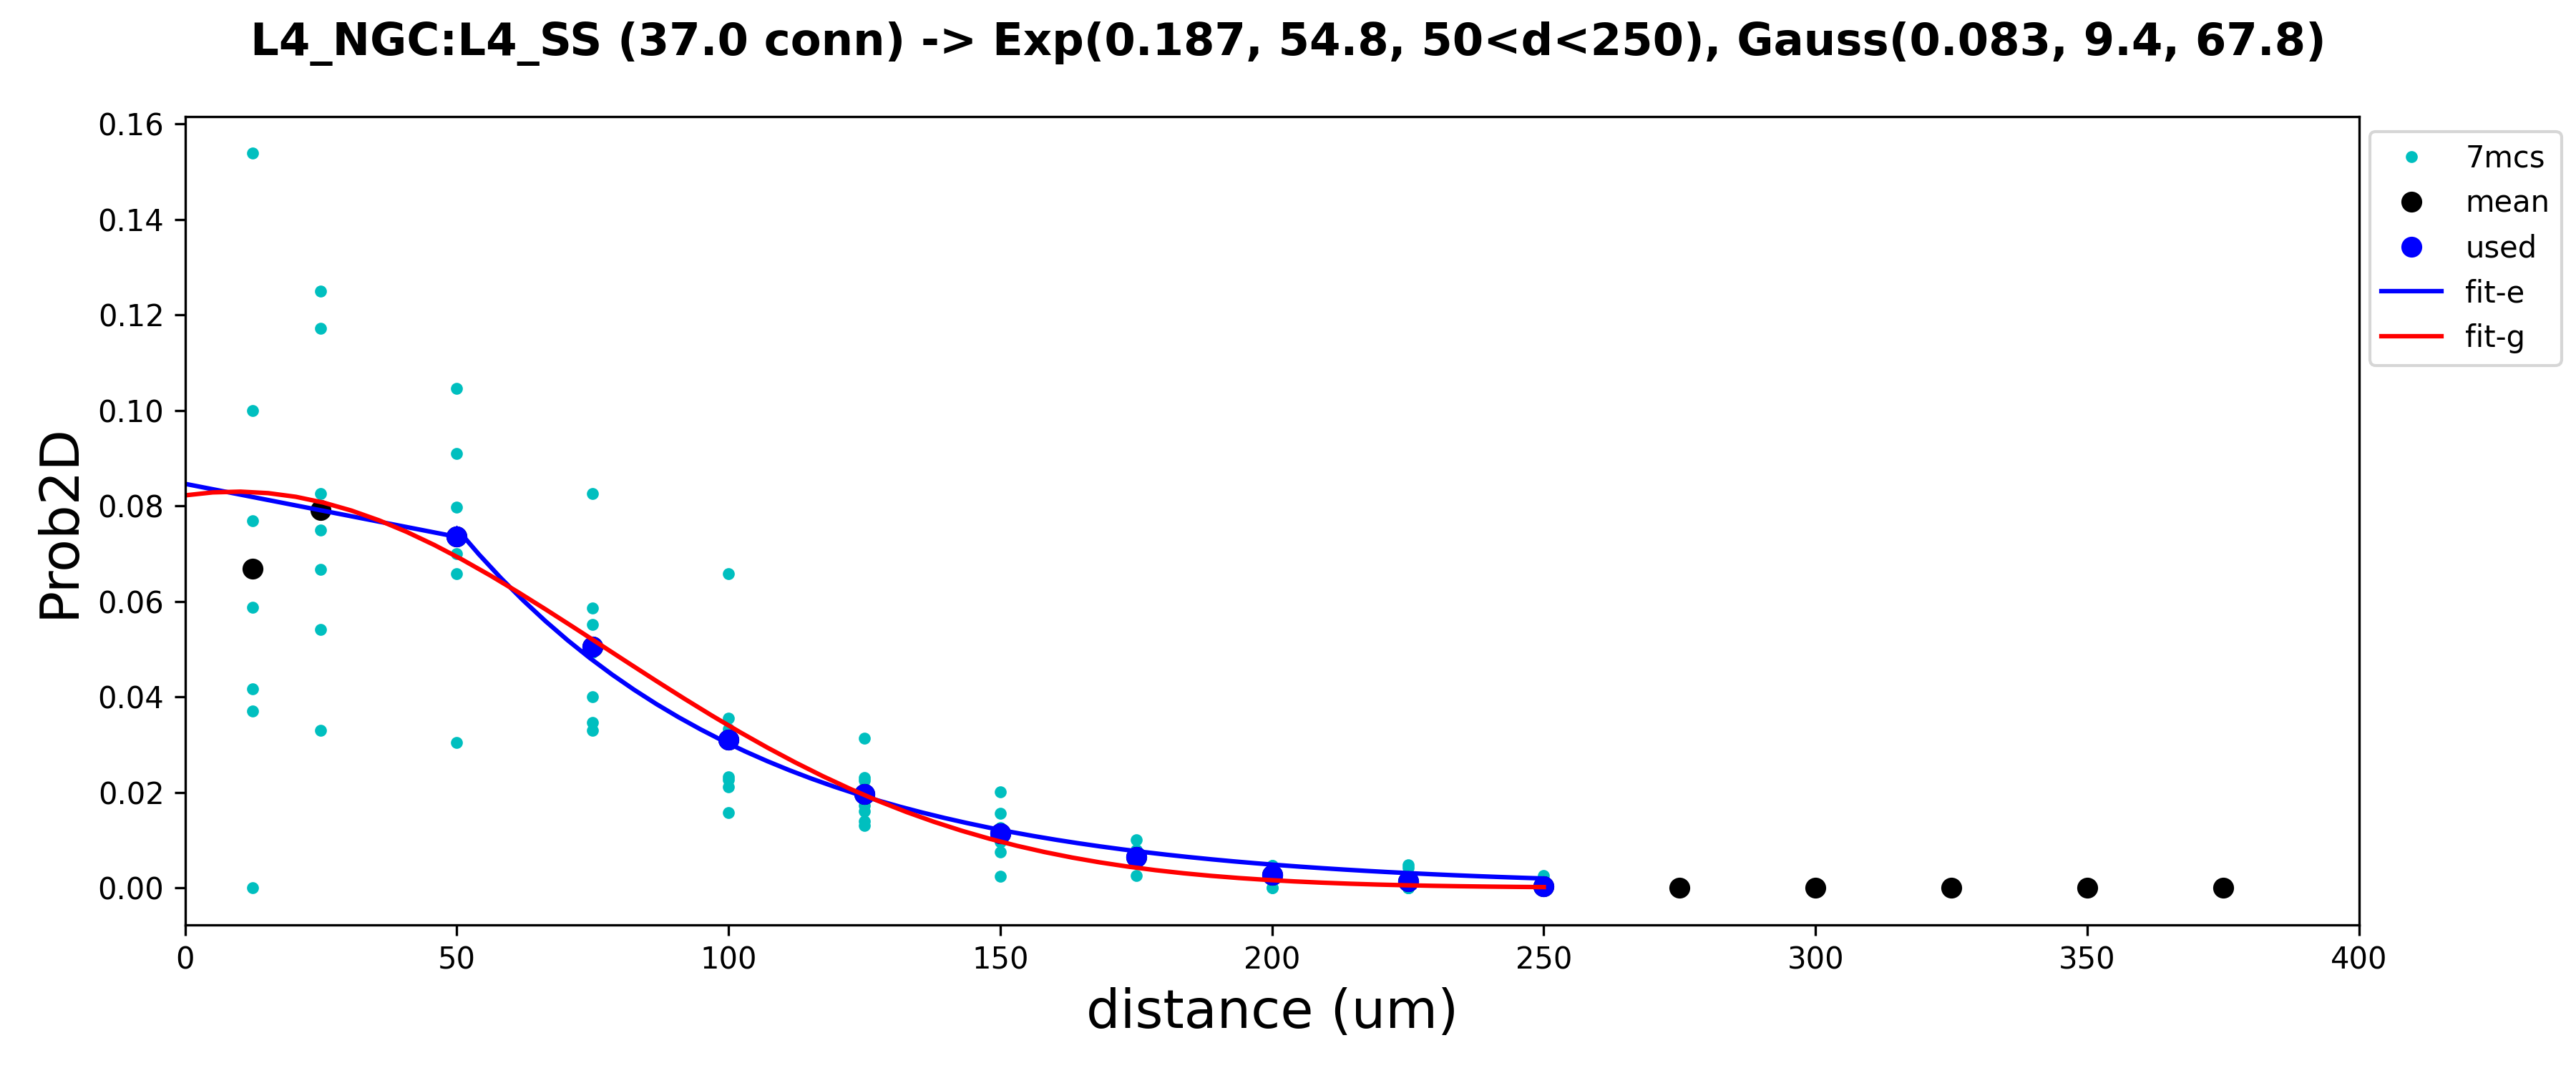 L4_NGC:L4_SS (37.0 conn) -> Exp(0.187, 54.8, 50<d<250), Gauss(0.083, 9.4, 67.8)
0.16
0.14
0.12
0.10
0.08
0.06
0.04
0.02
0.00
Prob2D
0 50 100 150 200 250 300 350 400
distance (um)
7mcs
mean
used
fit-e
fit-g